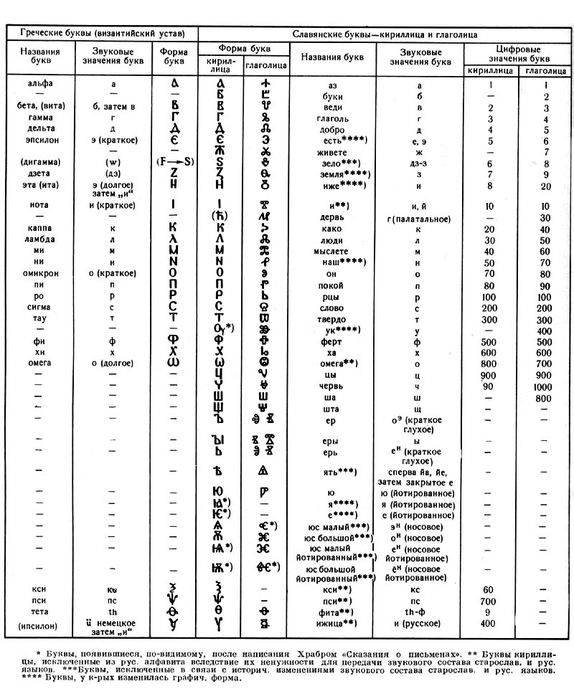 Греческие буквы (византийский устав) Славянские буквы—кириллица и глаголица
Названия букв Звуковые значения букв Форма букв Форма букв Названия букв Звуковые значения букв Цифровые значения букв
кириллица глаголица кириллица глаголица
альфа а Δ Δ Ⰰ аз а 1 1
— — — Б Ⰱ буки б — 2
бета, (вита) б, затем в В В Ⰲ веди в 2 3
гамма г Г Г Ⰳ глаголь г 3 4
дельта д Д Д Ⰴ добро д 4 5
эпсилон э (краткое) Є Є Ⰵ есть****) е, э 5 6
— — — Ж Ⰶ живете ж — 7
(дигамма) (w) (F→S) Ѕ Ⰷ зело***) дз-з 6 8
дзета (дз) Z Z Ⰸ земля****) з 7 9
эта (ита) э (долгое) затем „и“ Н Н Ⰹ иже****) и 8 20
иота и (краткое) І І Ⰺ и**) и, й 10 10
— — — (ћ) Ⰼ дервь г (палатальное) — 30
каппа к К К Ⰽ како к 20 40
ламбда л Λ Λ Ⰾ люди л 30 50
ми м М М Ⰿ мыслете м 40 60
ни н N N Ⱀ наш****) н 50 70
омикрон о (краткое) О О Ⱁ он о 70 80
пи п П П Ⱂ покой п 80 90
ро р Р Р Ⱃ рцы р 100 100
сигма с С С Ⱄ слово с 200 200
тау т Т Т Ⱅ твердо т 300 300
— — — Оу*) Ⱆ ук****) у — 400
фи ф Ф Ф Ⱇ ферт ф 500 500
хи х Х Х Ⱈ ха х 600 600
омега о (долгое) Ѡ Ѡ Ⱉ омега**) о 800 700
— — — Ц Ⱌ цы ц 900 900
— — — Ч Ⱍ червь ч 90 1000
— — — Ш Ⱎ ша ш — 800
— — — Щ Ⱋ шта щ — —
— — — Ъ Ⱏ ер оᵊ (краткое глухое) — —
— — — ЪІ еры ы — —
— — — Ь Ⱐ ерь еᴴ (краткое глухое) — —
— — — Ѣ Ⱑ ять***) сперва йа, йе, затем закрытое е — —
— — — Ю Ⱓ ю ю (йотированное) — —
— — — Ꙗ*) — я****) я (йотированное) — —
— — — Ѥ*) — е****) е (йотированное) — —
— — — Ѧ Ⱔ*) юс малый***) эᴴ (носовое) — —
— — — Ѫ Ⱘ юс большой***) оᴴ (носовое) — —
— — — Ѩ*) Ⱗ юс малый йотированный***) еᴴ (носовое йотированное) — —
— — — Ѭ*) Ⱙ*) юс большой йотированный***) ёᴴ (носовое йотированное) — —
кси Ѯ Ѯ — кси**) кс 60 —
пси пс Ѱ Ѱ — пси**) пс 700 —
тета th Ѳ Ѳ Ⱚ фита**) th-ф 9 —
(ипсилон) ü немецкое затем „и“ Ѵ Ѵ Ⱛ ижица**) и (русское) 400 —
* Буквы, появившиеся, по-видимому, после написания Храбром «Сказания о письменах». ** Буквы кирилли-
цы, исключенные из рус. алфавита вследствие их ненужности для передачи звукового состава старослав. и рус.
языков. ***Буквы, исключенные в связи с историч. изменениями звукового состава старослав. и рус. языков.
**** Буквы, у к-рых изменилась графич. форма.